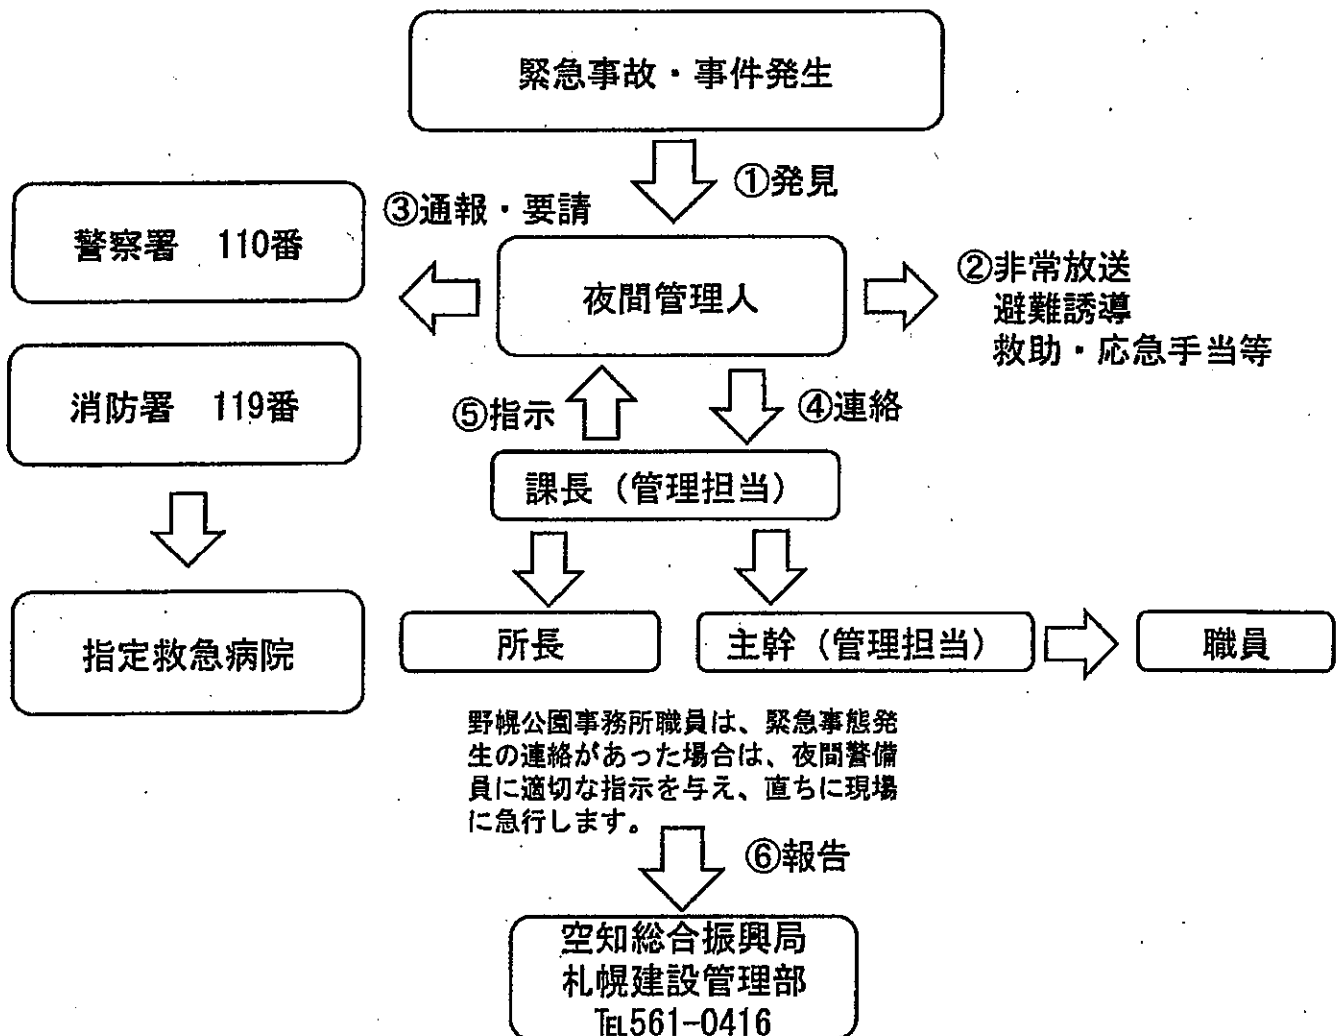 緊急事故・事件発生
①発見
③通報・要請
警察署　110番
夜間管理人
②非常放送
避難誘導
救助・応急手当等
消防署　119番
⑤指示
④連絡
課長（管理担当）
指定救急病院
所長
主幹（管理担当）
職員
野幌公園事務所職員は、緊急事態発
生の連絡があった場合は、夜間警備
員に適切な指示を与え、直ちに現場
に急行します。
⑥報告
空知総合振興局
札幌建設管理部
℡561-0416